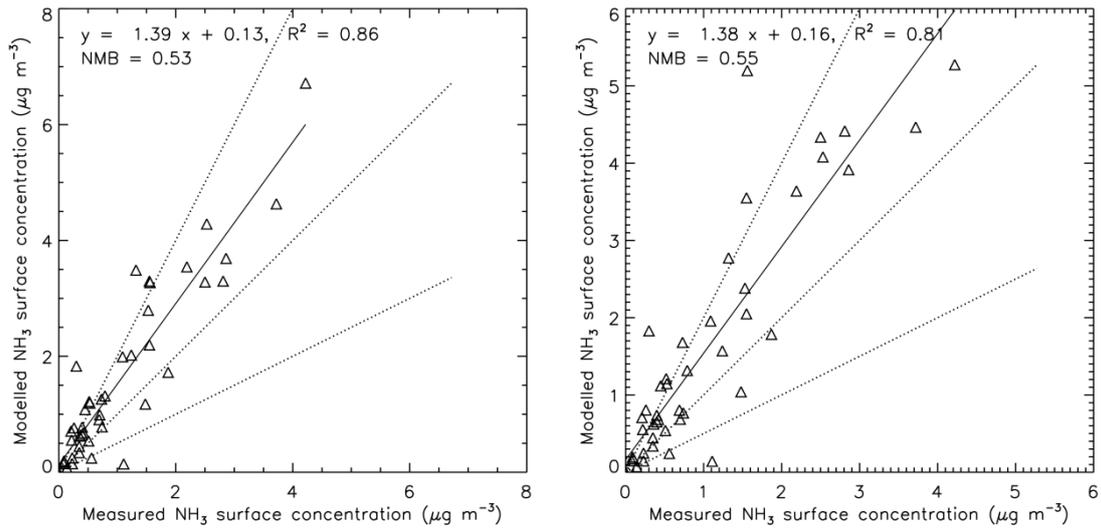 y = 1.39 x + 0.13, R² = 0.86
NMB = 0.53
Modelled NH₃ surface concentration (μg m⁻³)
8
6
4
2
0
0 2 4 6 8
Measured NH₃ surface concentration (μg m⁻³)
y = 1.38 x + 0.16, R² = 0.81
NMB = 0.55
Modelled NH₃ surface concentration (μg m⁻³)
6
5
4
3
2
1
0
0 1 2 3 4 5 6
Measured NH₃ surface concentration (μg m⁻³)